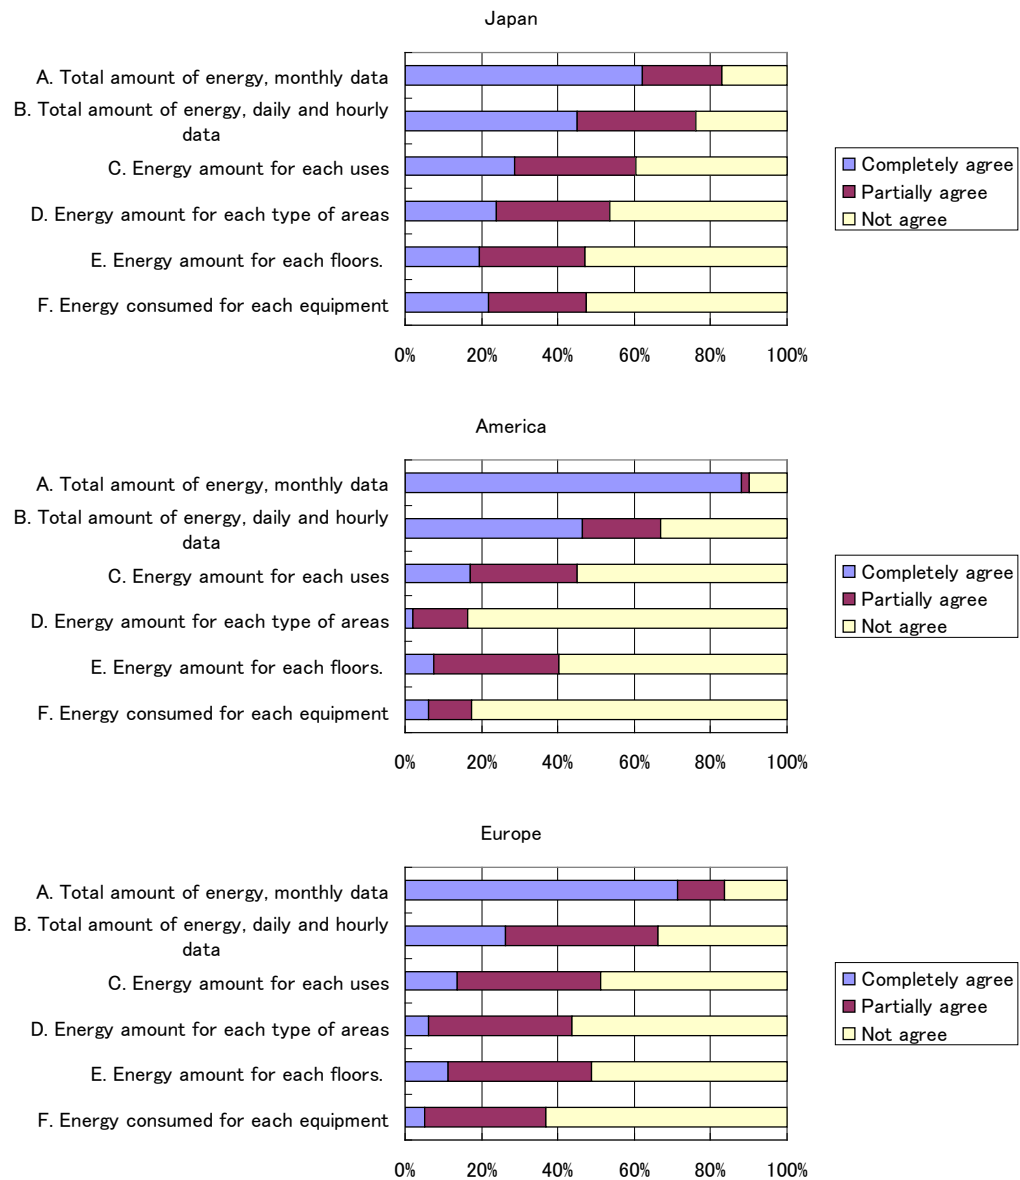 Japan
A. Total amount of energy, monthly data
B. Total amount of energy, daily and hourly
data
C. Energy amount for each uses
D. Energy amount for each type of areas
E. Energy amount for each floors.
F. Energy consumed for each equipment
0% 20% 40% 60% 80% 100%
Completely agree
Partially agree
Not agree
America
A. Total amount of energy, monthly data
B. Total amount of energy, daily and hourly
data
C. Energy amount for each uses
D. Energy amount for each type of areas
E. Energy amount for each floors.
F. Energy consumed for each equipment
0% 20% 40% 60% 80% 100%
Completely agree
Partially agree
Not agree
Europe
A. Total amount of energy, monthly data
B. Total amount of energy, daily and hourly
data
C. Energy amount for each uses
D. Energy amount for each type of areas
E. Energy amount for each floors.
F. Energy consumed for each equipment
0% 20% 40% 60% 80% 100%
Completely agree
Partially agree
Not agree